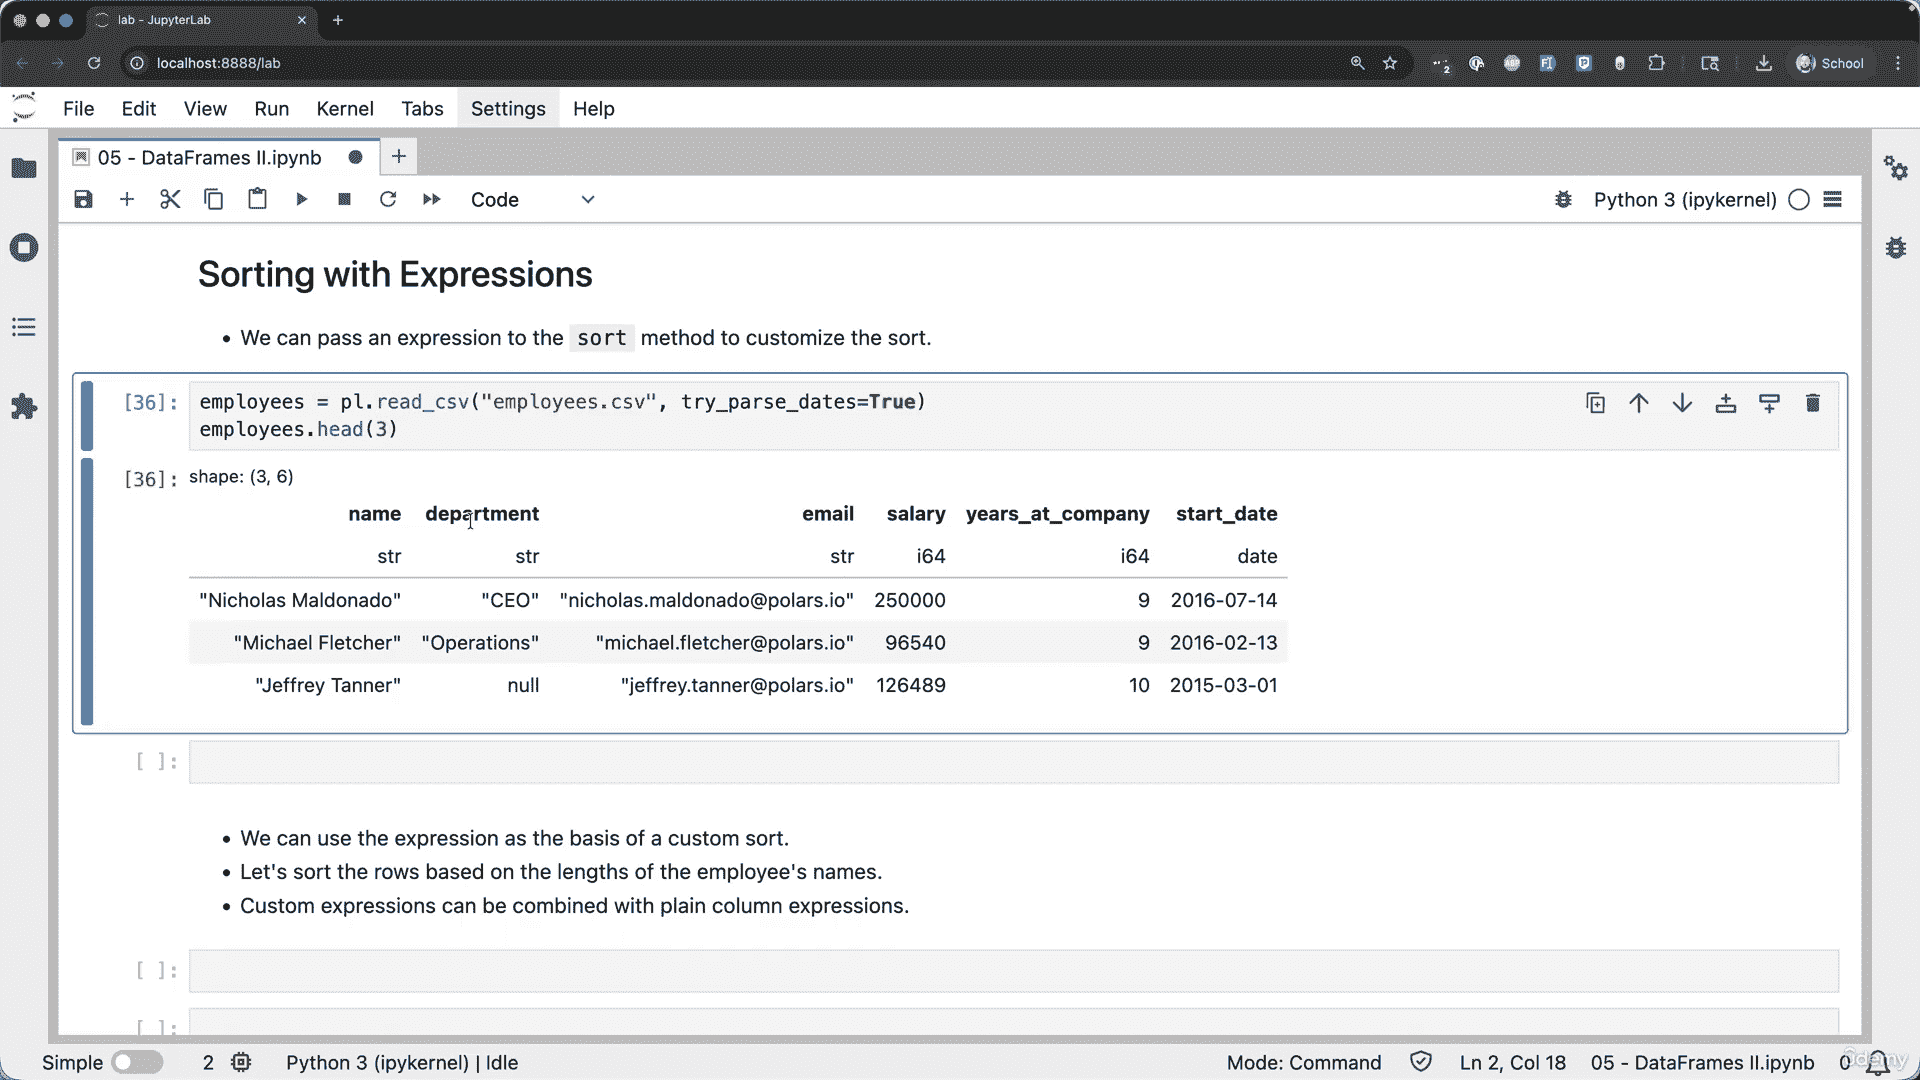 lab - JupyterLab
localhost:8888/lab
2
ABP
School
File Edit View Run Kernel Tabs Settings Help
05 - DataFrames II.ipynb
Code
Python 3 (ipykernel)
Sorting with Expressions
• We can pass an expression to the sort method to customize the sort.
[36]: employees = pl.read_csv("employees.csv", try_parse_dates=True)
employees.head(3)
[36]: shape: (3, 6)
name department email salary years_at_company start_date
str str str i64 i64 date
"Nicholas Maldonado" "CEO" "nicholas.maldonado@polars.io" 250000 9 2016-07-14
"Michael Fletcher" "Operations" "michael.fletcher@polars.io" 96540 9 2016-02-13
"Jeffrey Tanner" null "jeffrey.tanner@polars.io" 126489 10 2015-03-01
[ ]:
• We can use the expression as the basis of a custom sort.
• Let's sort the rows based on the lengths of the employee's names.
• Custom expressions can be combined with plain column expressions.
[ ]:
[ ]:
Simple 2 Python 3 (ipykernel) | Idle Mode: Command Ln 2, Col 18 05 - DataFrames II.ipynb 0
Udemy